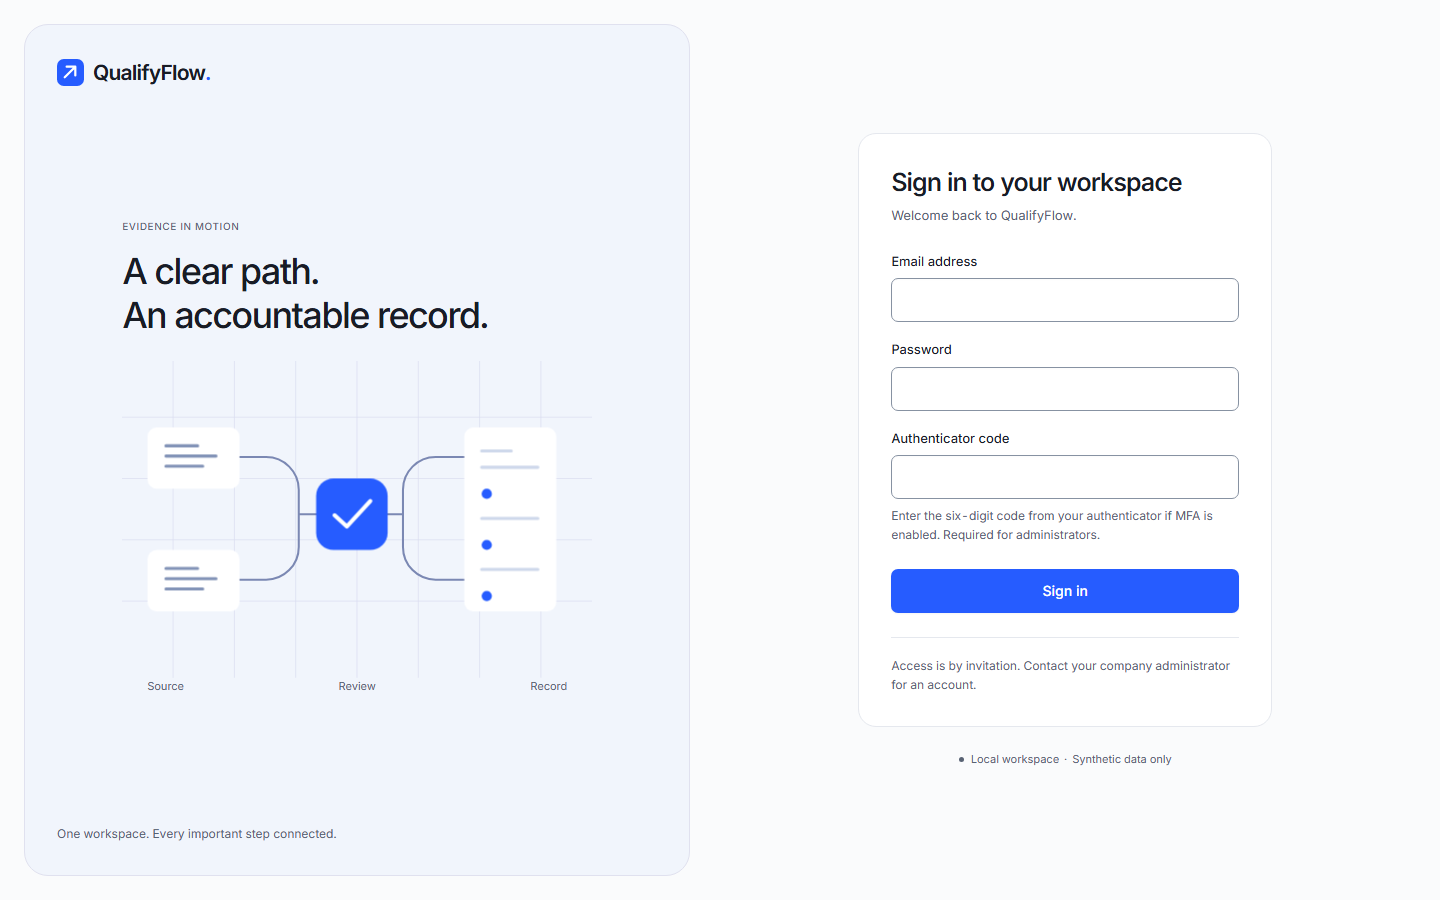 QualifyFlow.
EVIDENCE IN MOTION
A clear path.
An accountable record.
Source
Review
Record
One workspace. Every important step connected.
Sign in to your workspace
Welcome back to QualifyFlow.
Email address
Password
Authenticator code
Enter the six-digit code from your authenticator if MFA is
enabled. Required for administrators.
Sign in
Access is by invitation. Contact your company administrator
for an account.
Local workspace · Synthetic data only